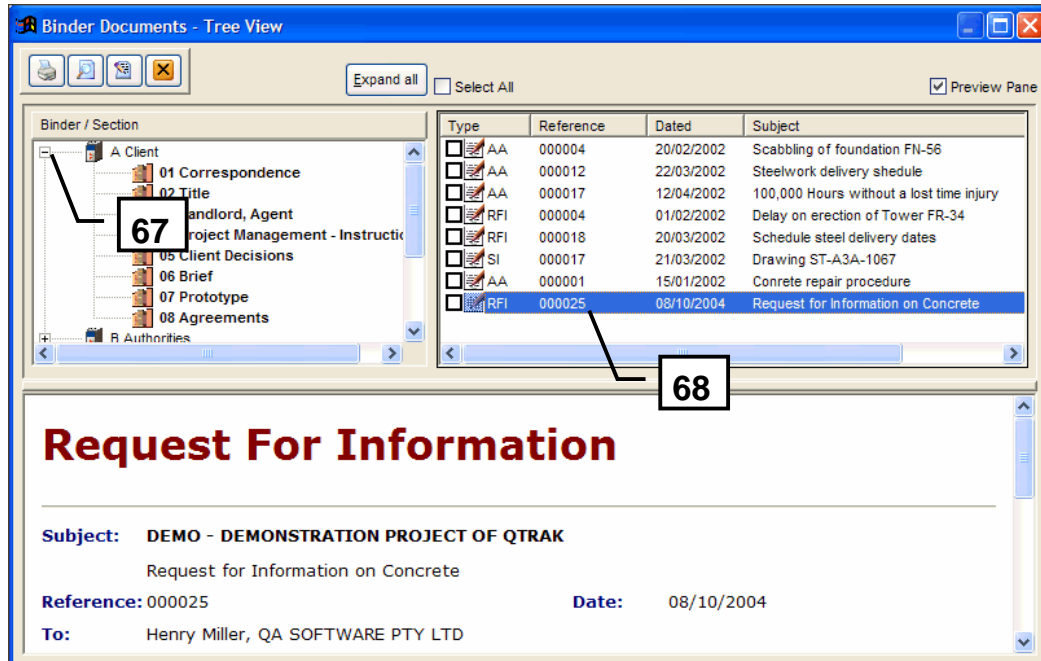 Binder Documents - Tree View
Expand all
Select All
Preview Pane
Binder / Section
A Client
01 Correspondence
02 Title
andlord, Agent
roject Management - Instructi
05 Client Decisions
06 Brief
07 Prototype
08 Agreements
B Authorities
67
Type Reference Dated Subject
AA 000004 20/02/2002 Scabbling of foundation FN-56
AA 000012 22/03/2002 Steelwork delivery shedule
AA 000017 12/04/2002 100,000 Hours without a lost time injury
RFI 000004 01/02/2002 Delay on erection of Tower FR-34
RFI 000018 20/03/2002 Schedule steel delivery dates
SI 000017 21/03/2002 Drawing ST-A3A-1067
AA 000001 15/01/2002 Conrete repair procedure
RFI 000025 08/10/2004 Request for Information on Concrete
68
Request For Information
Subject: DEMO - DEMONSTRATION PROJECT OF QTRAK
Request for Information on Concrete
Reference: 000025 Date: 08/10/2004
To: Henry Miller, QA SOFTWARE PTY LTD